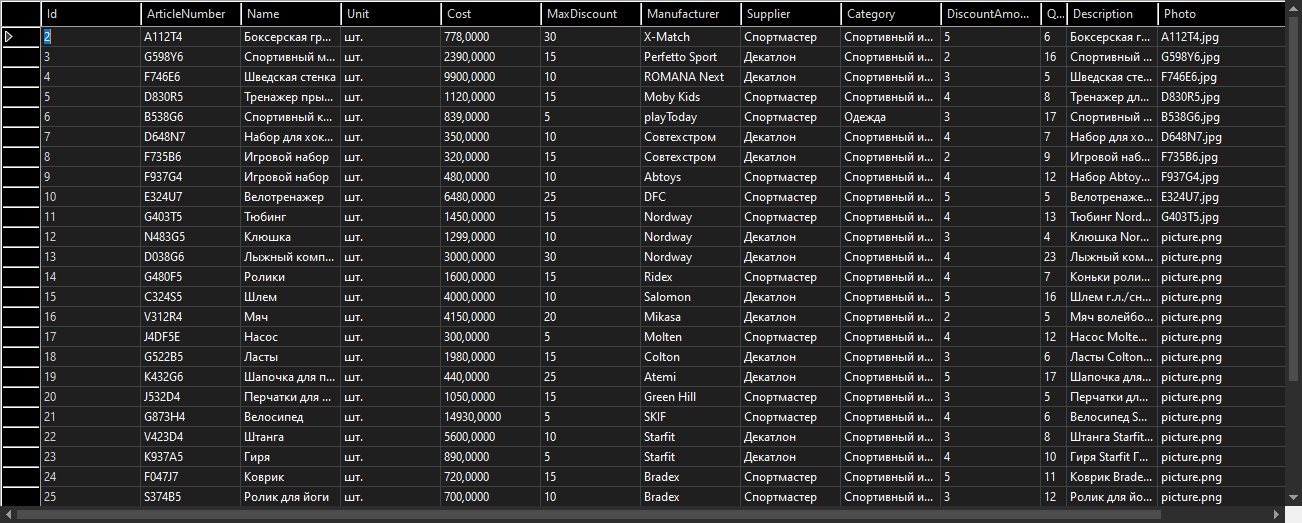 Id ArticleNumber Name Unit Cost MaxDiscount Manufacturer Supplier Category DiscountAmo... Q... Description Photo
2 A112T4 Боксерская гр... шт. 778,0000 30 X-Match Спортмастер Спортивный и... 5 6 Боксерская г... A112T4.jpg
3 G598Y6 Спортивный м... шт. 2390,0000 15 Perfetto Sport Декатлон Спортивный и... 2 16 Спортивный ... G598Y6.jpg
4 F746E6 Шведская стенка шт. 9900,0000 10 ROMANA Next Декатлон Спортивный и... 3 5 Шведская сте... F746E6.jpg
5 D830R5 Тренажер пры... шт. 1120,0000 15 Moby Kids Спортмастер Спортивный и... 4 8 Тренажер дл... D830R5.jpg
6 B538G6 Спортивный к... шт. 839,0000 5 playToday Спортмастер Одежда 3 17 Спортивный ... B538G6.jpg
7 D648N7 Набор для хок... шт. 350,0000 10 Совтехстром Декатлон Спортивный и... 4 7 Набор для хо... D648N7.jpg
8 F735B6 Игровой набор шт. 320,0000 15 Совтехстром Декатлон Спортивный и... 2 9 Игровой наб... F735B6.jpg
9 F937G4 Игровой набор шт. 480,0000 10 Abtoys Спортмастер Спортивный и... 4 12 Набор Abtoy... F937G4.jpg
10 E324U7 Велотренажер шт. 6480,0000 25 DFC Спортмастер Спортивный и... 5 5 Велотренаже... E324U7.jpg
11 G403T5 Тюбинг шт. 1450,0000 15 Nordway Спортмастер Спортивный и... 4 13 Тюбинг Nord... G403T5.jpg
12 N483G5 Клюшка шт. 1299,0000 10 Nordway Декатлон Спортивный и... 3 4 Клюшка Nor... picture.png
13 D038G6 Лыжный комп... шт. 3000,0000 30 Nordway Декатлон Спортивный и... 4 23 Лыжный ком... picture.png
14 G480F5 Ролики шт. 1600,0000 15 Ridex Спортмастер Спортивный и... 4 7 Коньки роли... picture.png
15 C324S5 Шлем шт. 4000,0000 10 Salomon Декатлон Спортивный и... 5 16 Шлем г.л./сн... picture.png
16 V312R4 Мяч шт. 4150,0000 20 Mikasa Декатлон Спортивный и... 2 5 Мяч волейбо... picture.png
17 J4DF5E Насос шт. 300,0000 5 Molten Спортмастер Спортивный и... 4 12 Насос Molte... picture.png
18 G522B5 Ласты шт. 1980,0000 15 Colton Декатлон Спортивный и... 3 6 Ласты Colton... picture.png
19 K432G6 Шапочка для п... шт. 440,0000 25 Atemi Декатлон Спортивный и... 5 17 Шапочка для... picture.png
20 J532D4 Перчатки для ... шт. 1050,0000 15 Green Hill Спортмастер Спортивный и... 3 5 Перчатки дл... picture.png
21 G873H4 Велосипед шт. 14930,0000 5 SKIF Спортмастер Спортивный и... 4 6 Велосипед S... picture.png
22 V423D4 Штанга шт. 5600,0000 10 Starfit Декатлон Спортивный и... 3 8 Штанга Starfit... picture.png
23 K937A5 Гиря шт. 890,0000 5 Starfit Декатлон Спортивный и... 4 10 Гиря Starfit Г... picture.png
24 F047J7 Коврик шт. 720,0000 15 Bradex Спортмастер Спортивный и... 5 11 Коврик Brade... picture.png
25 S374B5 Ролик для йоги шт. 700,0000 10 Bradex Спортмастер Спортивный и... 3 12 Ролик для йо... picture.png